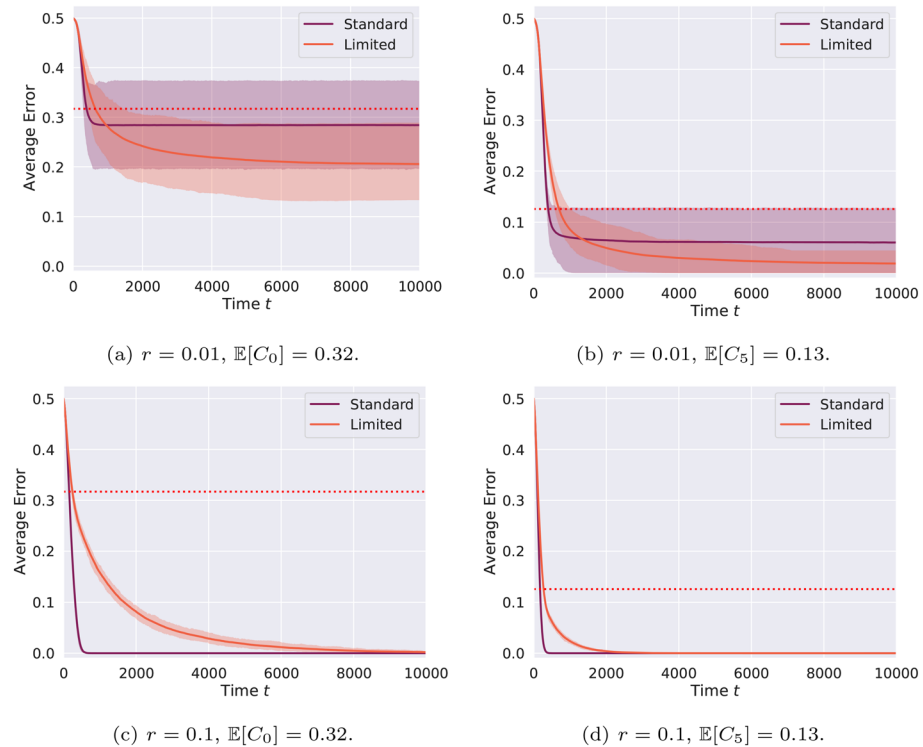 0.5
0.4
0.3
0.2
0.1
0.0
Average Error
0 2000 4000 6000 8000 10000
Time t
Standard
Limited
(a) r = 0.01, 𝔼[C₀] = 0.32.
0.5
0.4
0.3
0.2
0.1
0.0
Average Error
0 2000 4000 6000 8000 10000
Time t
Standard
Limited
(b) r = 0.01, 𝔼[C₅] = 0.13.
0.5
0.4
0.3
0.2
0.1
0.0
Average Error
0 2000 4000 6000 8000 10000
Time t
Standard
Limited
(c) r = 0.1, 𝔼[C₀] = 0.32.
0.5
0.4
0.3
0.2
0.1
0.0
Average Error
0 2000 4000 6000 8000 10000
Time t
Standard
Limited
(d) r = 0.1, 𝔼[C₅] = 0.13.